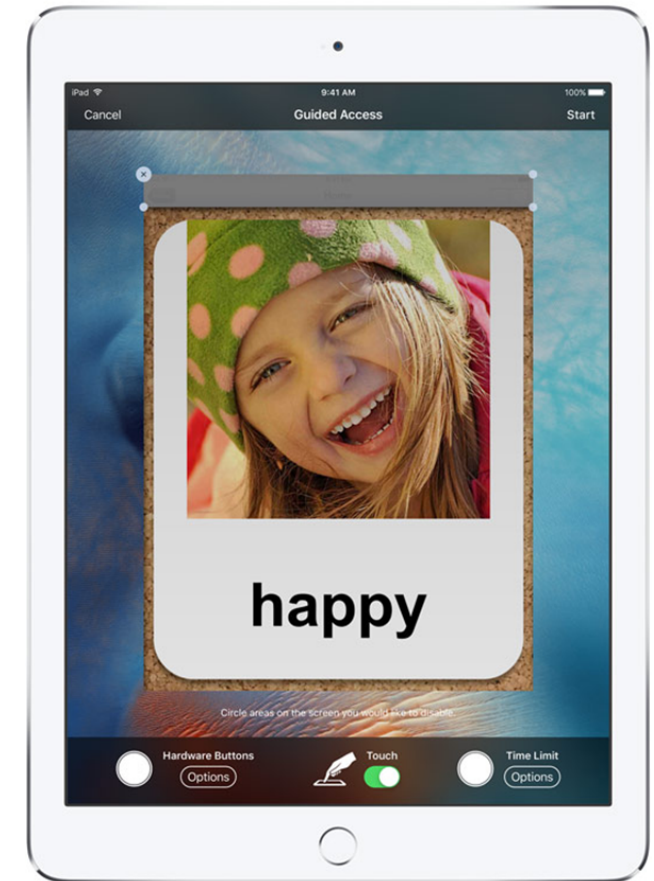 iPad 9:41 AM 100%
Cancel Guided Access Start
happy
Circle areas on the screen you would like to disable.
Hardware Buttons Touch Time Limit
Options Options